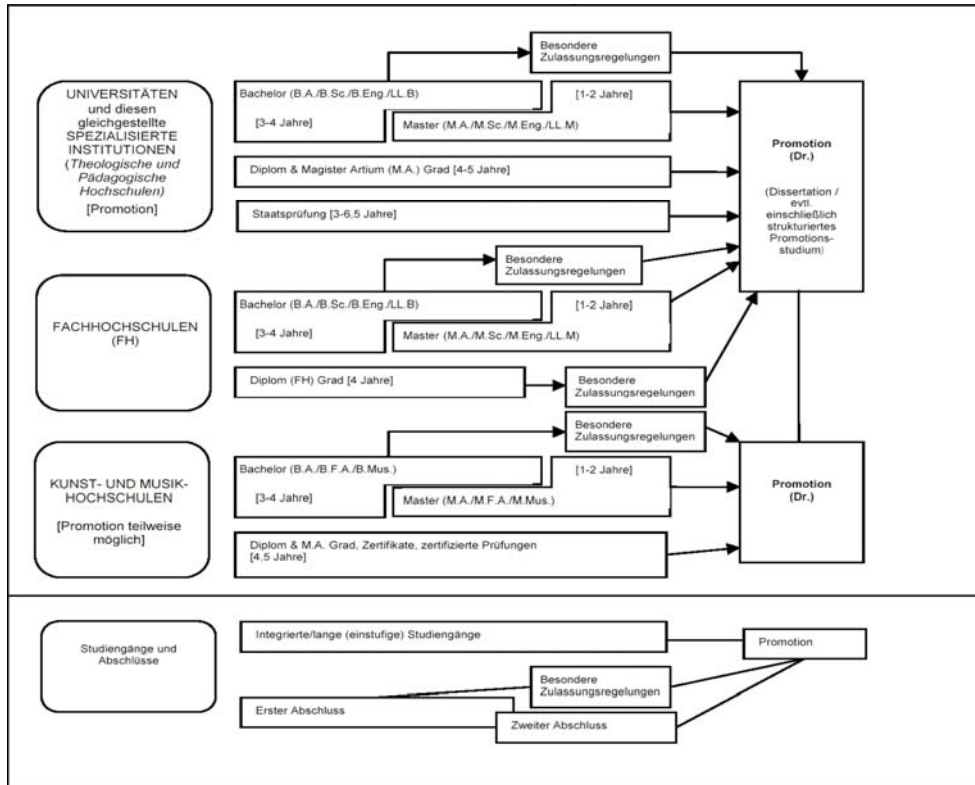 Besondere
Zulassungsregelungen
UNIVERSITÄTEN
und diesen
gleichgestellte
SPEZIALISIERTE
INSTITUTIONEN
(Theologische und
Pädagogische
Hochschulen)
[Promotion]
Bachelor (B.A./B.Sc./B.Eng./LL.B)
[3-4 Jahre]
[1-2 Jahre]
Master (M.A./M.Sc./M.Eng./LL.M)
Diplom & Magister Artium (M.A.) Grad [4-5 Jahre]
Staatsprüfung [3-6,5 Jahre]
Promotion
(Dr.)
(Dissertation /
evtl.
einschließlich
strukturiertes
Promotions-
studium)
Besondere
Zulassungsregelungen
FACHHOCHSCHULEN
(FH)
Bachelor (B.A./B.Sc./B.Eng./LL.B)
[3-4 Jahre]
[1-2 Jahre]
Master (M.A./M.Sc./M.Eng./LL.M)
Diplom (FH) Grad [4 Jahre]
Besondere
Zulassungsregelungen
Besondere
Zulassungsregelungen
KUNST- UND MUSIK-
HOCHSCHULEN
[Promotion teilweise
möglich]
Bachelor (B.A./B.F.A./B.Mus.)
[3-4 Jahre]
[1-2 Jahre]
Master (M.A./M.F.A./M.Mus.)
Diplom & M.A. Grad, Zertifikate, zertifizierte Prüfungen
[4,5 Jahre]
Promotion
(Dr.)
Studiengänge und
Abschlüsse
Integrierte/lange (einstufige) Studiengänge
Promotion
Besondere
Zulassungsregelungen
Erster Abschluss
Zweiter Abschluss